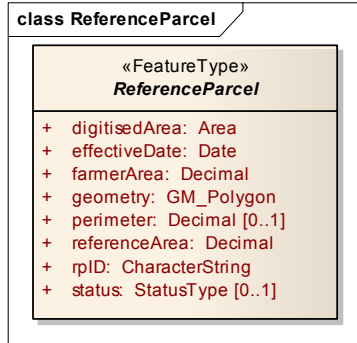 class ReferenceParcel
«FeatureType»
ReferenceParcel
+ digitisedArea: Area
+ effectiveDate: Date
+ farmerArea: Decimal
+ geometry: GM_Polygon
+ perimeter: Decimal [0..1]
+ referenceArea: Decimal
+ rpID: CharacterString
+ status: StatusType [0..1]